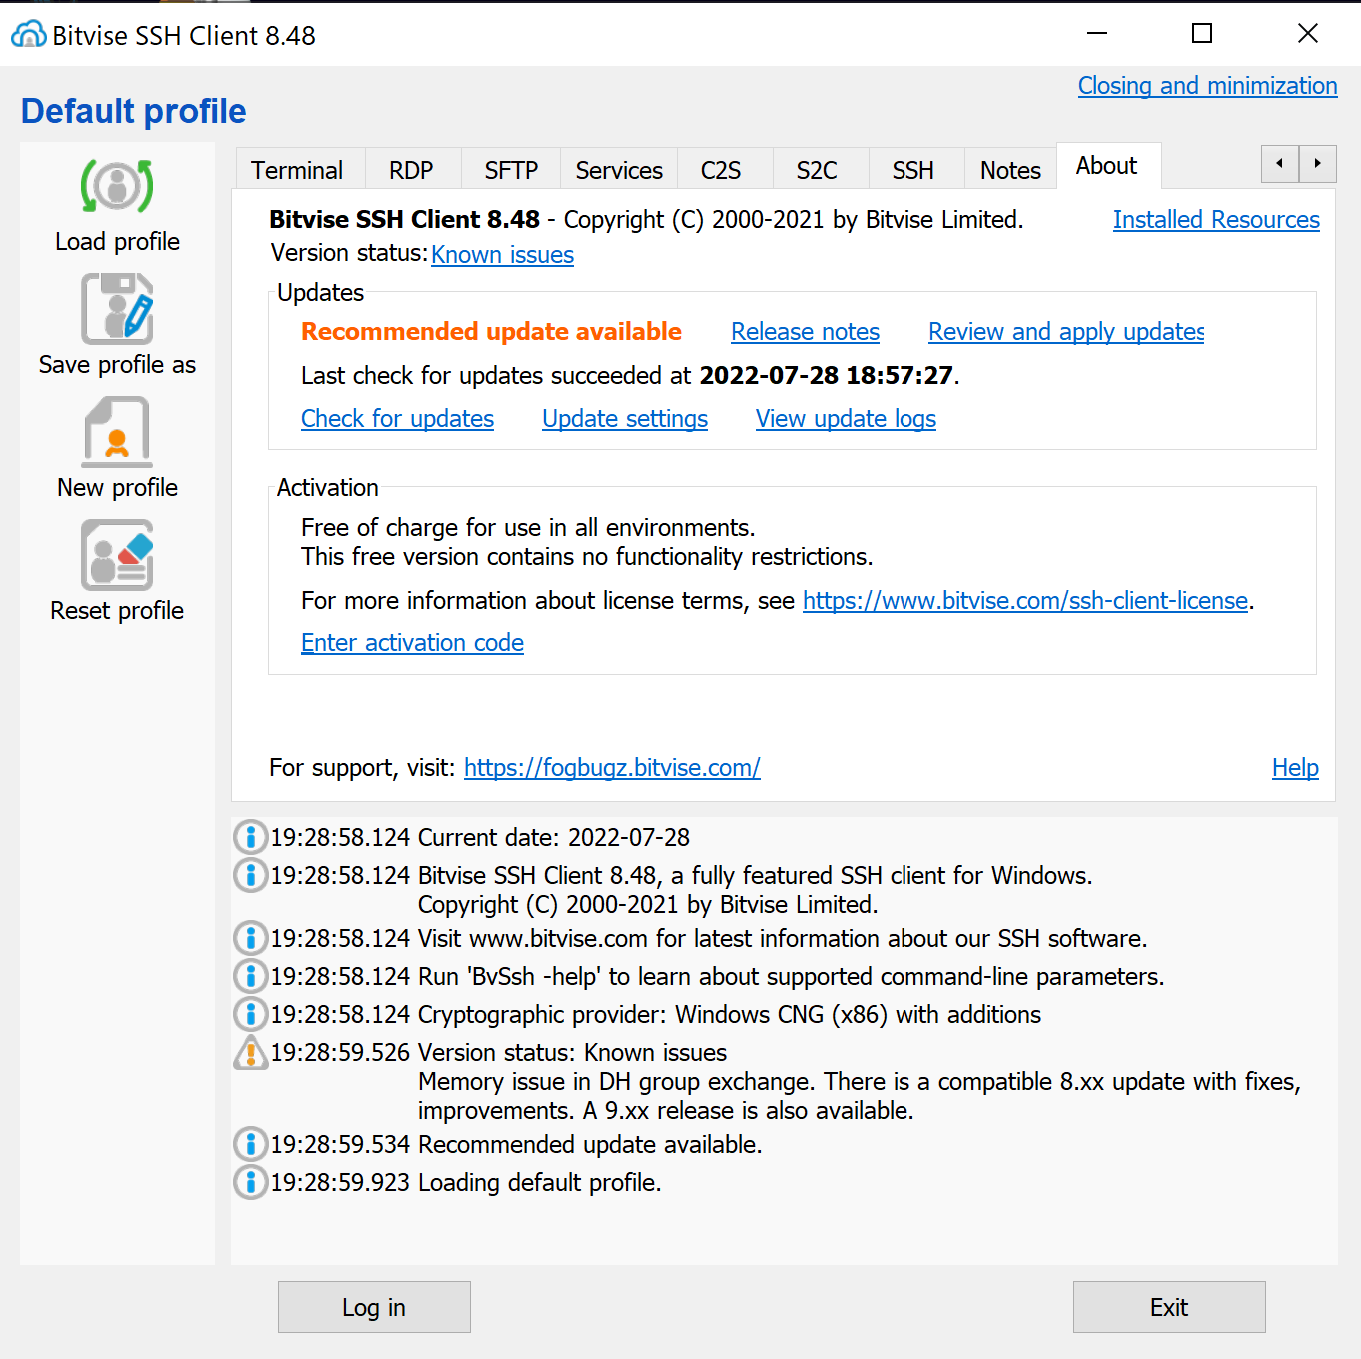 Bitvise SSH Client 8.48
Closing and minimization
Default profile
Load profile
Save profile as
New profile
Reset profile
Terminal RDP SFTP Services C2S S2C SSH Notes About
Bitvise SSH Client 8.48 - Copyright (C) 2000-2021 by Bitvise Limited. Installed Resources
Version status: Known issues
Updates
Recommended update available Release notes Review and apply updates
Last check for updates succeeded at 2022-07-28 18:57:27.
Check for updates Update settings View update logs
Activation
Free of charge for use in all environments.
This free version contains no functionality restrictions.
For more information about license terms, see https://www.bitvise.com/ssh-client-license.
Enter activation code
For support, visit: https://fogbugz.bitvise.com/ Help
19:28:58.124 Current date: 2022-07-28
19:28:58.124 Bitvise SSH Client 8.48, a fully featured SSH client for Windows.
Copyright (C) 2000-2021 by Bitvise Limited.
19:28:58.124 Visit www.bitvise.com for latest information about our SSH software.
19:28:58.124 Run 'BvSsh -help' to learn about supported command-line parameters.
19:28:58.124 Cryptographic provider: Windows CNG (x86) with additions
19:28:59.526 Version status: Known issues
Memory issue in DH group exchange. There is a compatible 8.xx update with fixes,
improvements. A 9.xx release is also available.
19:28:59.534 Recommended update available.
19:28:59.923 Loading default profile.
Log in Exit